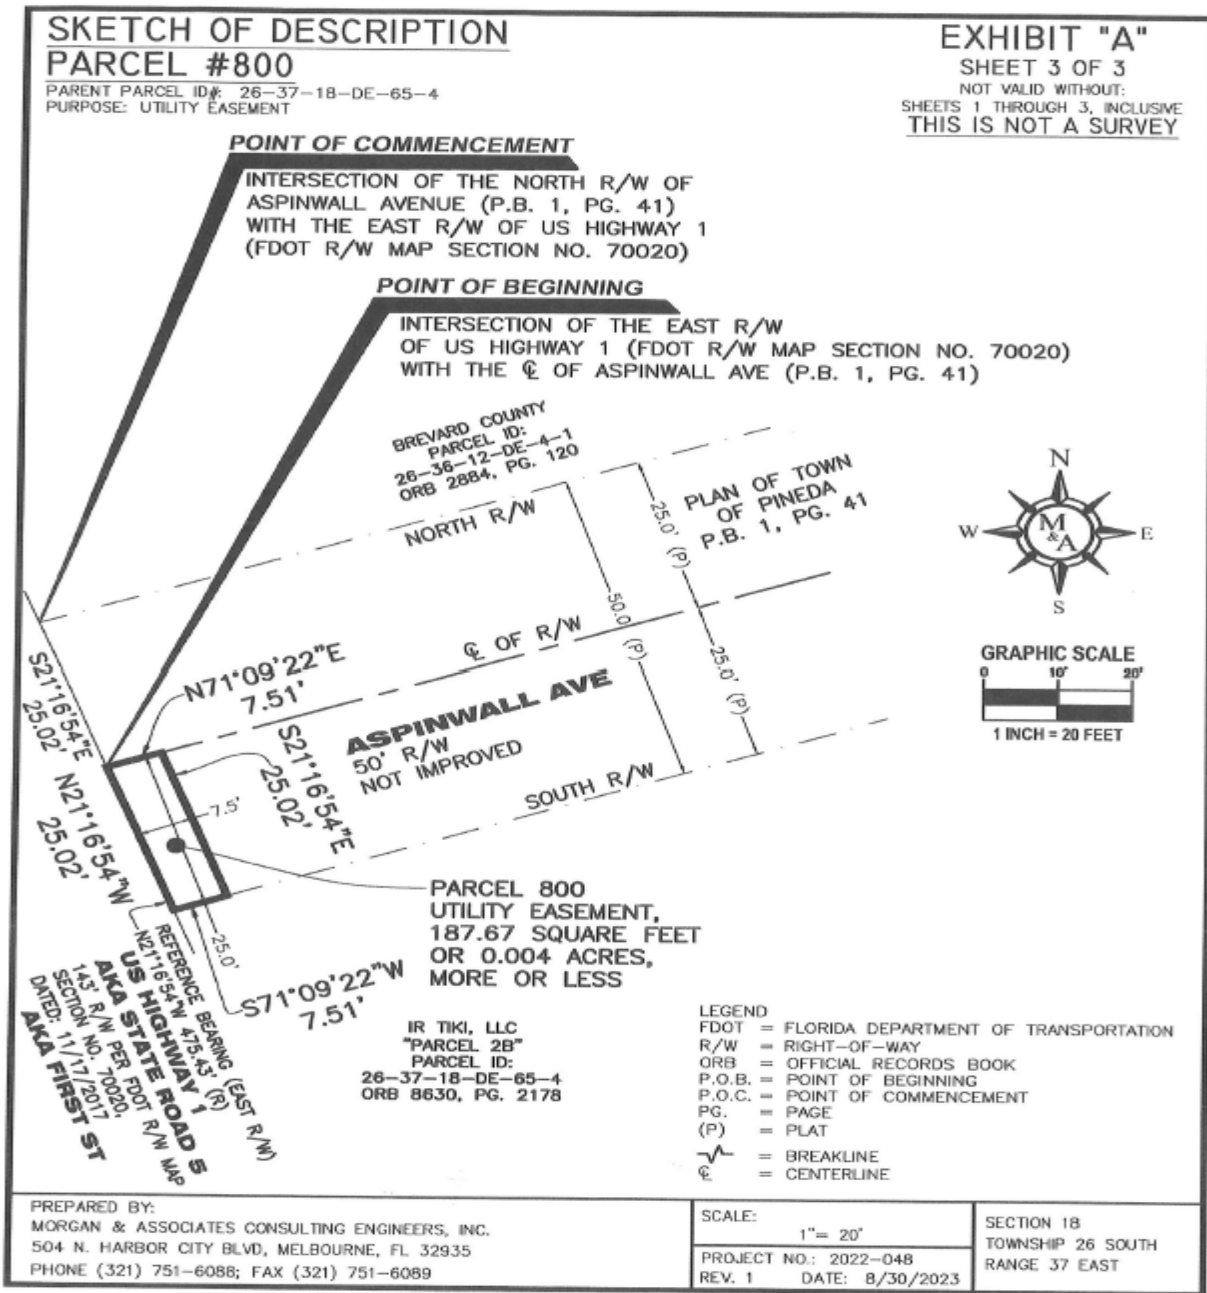 SKETCH OF DESCRIPTION
PARCEL #800
PARENT PARCEL ID#: 26-37-18-DE-65-4
PURPOSE: UTILITY EASEMENT
EXHIBIT "A"
SHEET 3 OF 3
NOT VALID WITHOUT:
SHEETS 1 THROUGH 3, INCLUSIVE
THIS IS NOT A SURVEY
POINT OF COMMENCEMENT
INTERSECTION OF THE NORTH R/W OF
ASPINWALL AVENUE (P.B. 1, PG. 41)
WITH THE EAST R/W OF US HIGHWAY 1
(FDOT R/W MAP SECTION NO. 70020)
POINT OF BEGINNING
INTERSECTION OF THE EAST R/W
OF US HIGHWAY 1 (FDOT R/W MAP SECTION NO. 70020)
WITH THE ℄ OF ASPINWALL AVE (P.B. 1, PG. 41)
BREVARD COUNTY
PARCEL ID:
26-36-12-DE-4-1
ORB 2884, PG. 120
NORTH R/W
PLAN OF TOWN
OF PINEDA
P.B. 1, PG. 41
25.0' (P)
50.0' (P)
25.0' (P)
℄ OF R/W
N
W
E
S
M
&
A
GRAPHIC SCALE
0 10' 20'
1 INCH = 20 FEET
S21°16'54"E
25.02'
N71°09'22"E
7.51'
ASPINWALL AVE
50' R/W
NOT IMPROVED
S21°16'54"E
25.02'
SOUTH R/W
N21°16'54"W
25.02'
7.5'
25.0'
PARCEL 800
UTILITY EASEMENT,
187.67 SQUARE FEET
OR 0.004 ACRES,
MORE OR LESS
S71°09'22"W
7.51'
REFERENCE BEARING (EAST R/W)
N21°16'54"W 475.43' (R)
US HIGHWAY 1
AKA STATE ROAD 5
143' R/W PER FDOT R/W MAP
SECTION NO. 70020,
DATED: 11/17/2017
AKA FIRST ST
IR TIKI, LLC
"PARCEL 2B"
PARCEL ID:
26-37-18-DE-65-4
ORB 8630, PG. 2178
LEGEND
FDOT = FLORIDA DEPARTMENT OF TRANSPORTATION
R/W = RIGHT-OF-WAY
ORB = OFFICIAL RECORDS BOOK
P.O.B. = POINT OF BEGINNING
P.O.C. = POINT OF COMMENCEMENT
PG. = PAGE
(P) = PLAT
= BREAKLINE
℄ = CENTERLINE
PREPARED BY:
MORGAN & ASSOCIATES CONSULTING ENGINEERS, INC.
504 N. HARBOR CITY BLVD, MELBOURNE, FL 32935
PHONE (321) 751-6088; FAX (321) 751-6089
SCALE:
1"= 20'
PROJECT NO.: 2022-048
REV. 1 DATE: 8/30/2023
SECTION 18
TOWNSHIP 26 SOUTH
RANGE 37 EAST